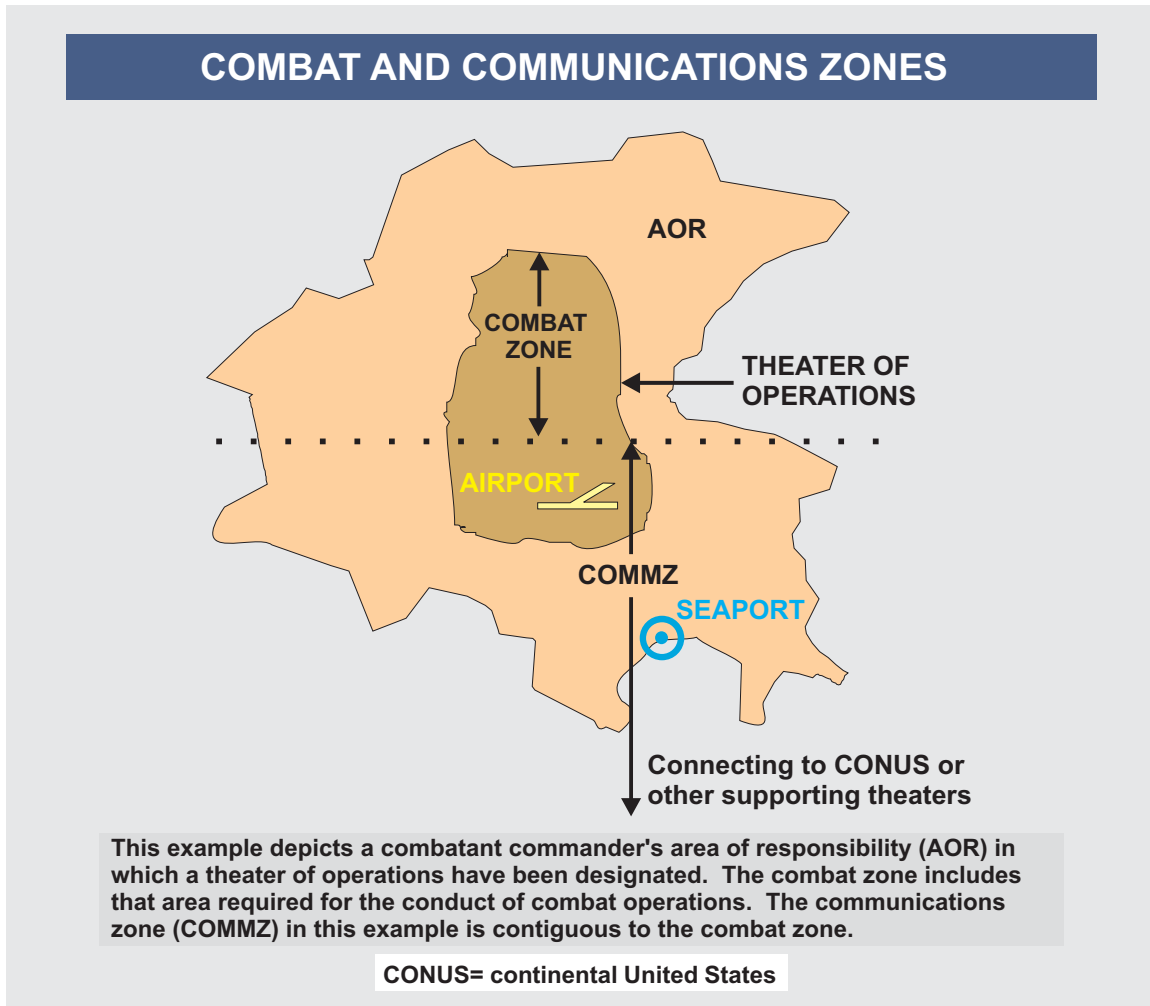 COMBAT AND COMMUNICATIONS ZONES
AOR
COMBAT
ZONE
THEATER OF
OPERATIONS
AIRPORT
COMMZ
SEAPORT
Connecting to CONUS or
other supporting theaters
This example depicts a combatant commander's area of responsibility (AOR) in
which a theater of operations have been designated.  The combat zone includes
that area required for the conduct of combat operations.  The communications
zone (COMMZ) in this example is contiguous to the combat zone.
CONUS= continental United States